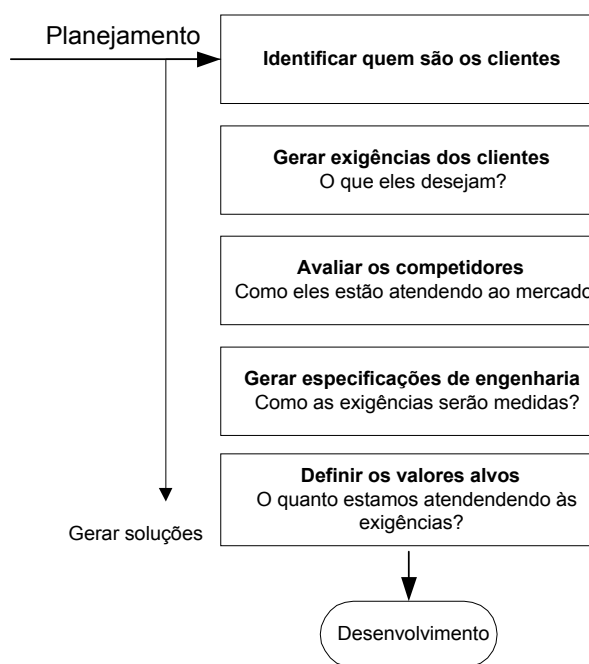 Planejamento
Identificar quem são os clientes
Gerar exigências dos clientes
O que eles desejam?
Avaliar os competidores
Como eles estão atendendo ao mercado
Gerar especificações de engenharia
Como as exigências serão medidas?
Definir os valores alvos
O quanto estamos atendendendo às
exigências?
Gerar soluções
Desenvolvimento